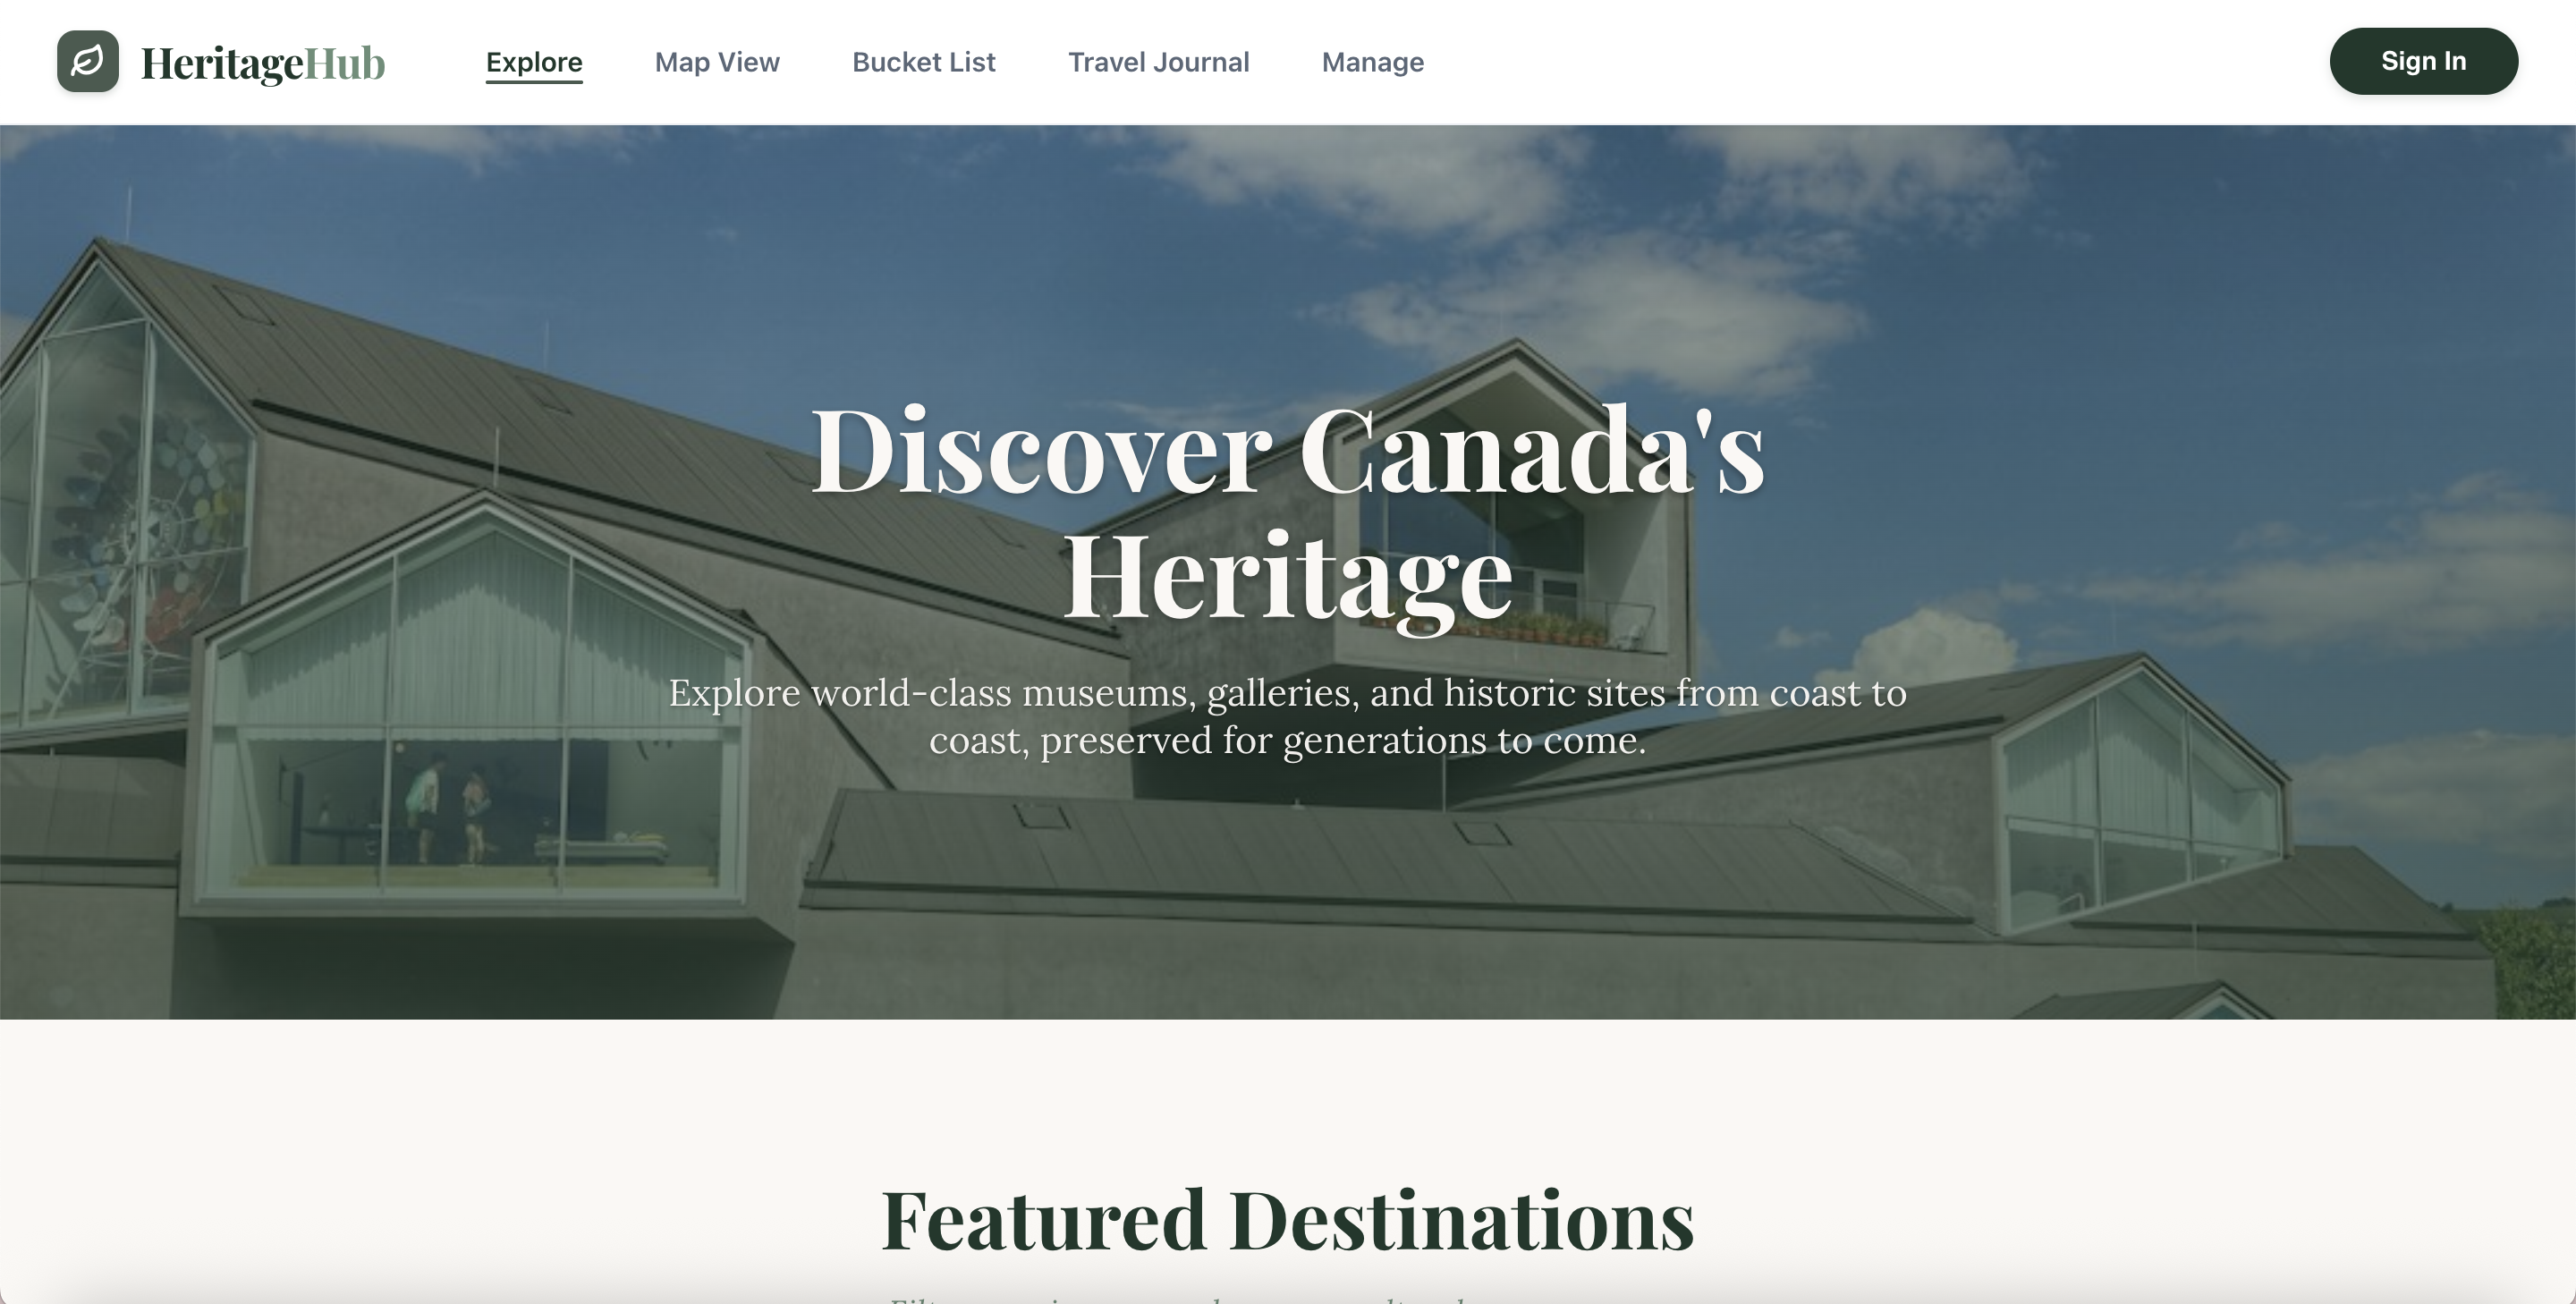 HeritageHub
Explore
Map View
Bucket List
Travel Journal
Manage
Sign In
Discover Canada's
Heritage
Explore world-class museums, galleries, and historic sites from coast to
coast, preserved for generations to come.
Featured Destinations